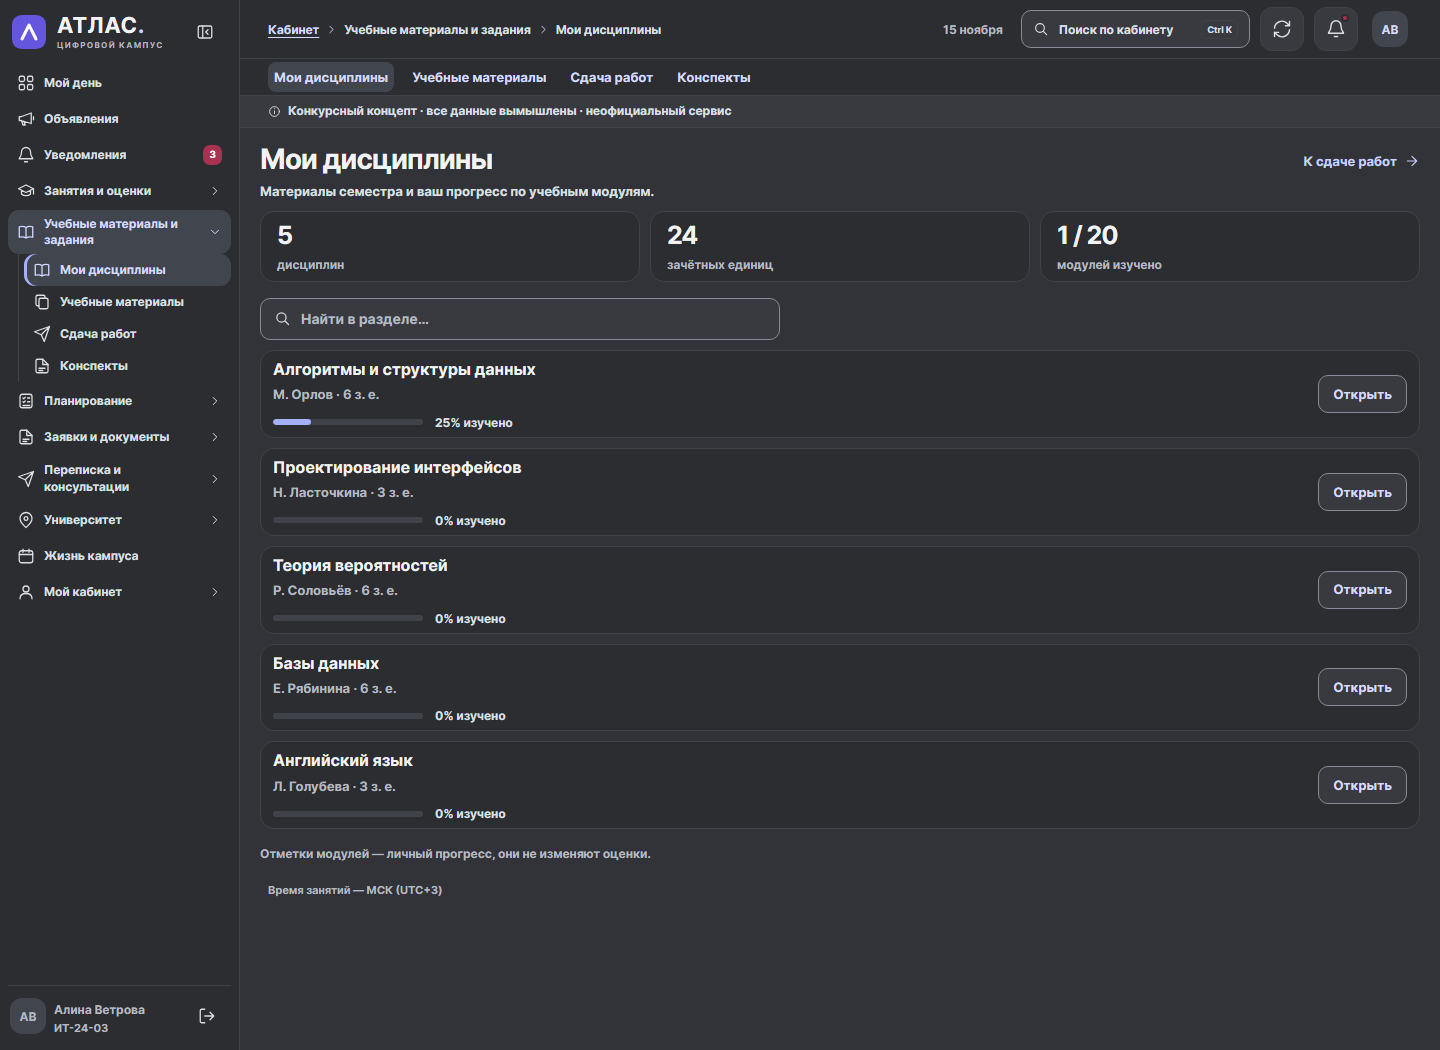 АТЛАС.
ЦИФРОВОЙ КАМПУС
Мой день
Объявления
Уведомления
3
Занятия и оценки
Учебные материалы и
задания
Мои дисциплины
Учебные материалы
Сдача работ
Конспекты
Планирование
Заявки и документы
Переписка и
консультации
Университет
Жизнь кампуса
Мой кабинет
АВ
Алина Ветрова
ИТ-24-03
Кабинет
Учебные материалы и задания
Мои дисциплины
15 ноября
Поиск по кабинету
Ctrl K
АВ
Мои дисциплины
Учебные материалы
Сдача работ
Конспекты
Конкурсный концепт · все данные вымышлены · неофициальный сервис
Мои дисциплины
К сдаче работ
Материалы семестра и ваш прогресс по учебным модулям.
5
дисциплин
24
зачётных единиц
1 / 20
модулей изучено
Найти в разделе...
Алгоритмы и структуры данных
М. Орлов · 6 з. е.
25% изучено
Открыть
Проектирование интерфейсов
Н. Ласточкина · 3 з. е.
0% изучено
Открыть
Теория вероятностей
Р. Соловьёв · 6 з. е.
0% изучено
Открыть
Базы данных
Е. Рябинина · 6 з. е.
0% изучено
Открыть
Английский язык
Л. Голубева · 3 з. е.
0% изучено
Открыть
Отметки модулей — личный прогресс, они не изменяют оценки.
Время занятий — МСК (UTC+3)